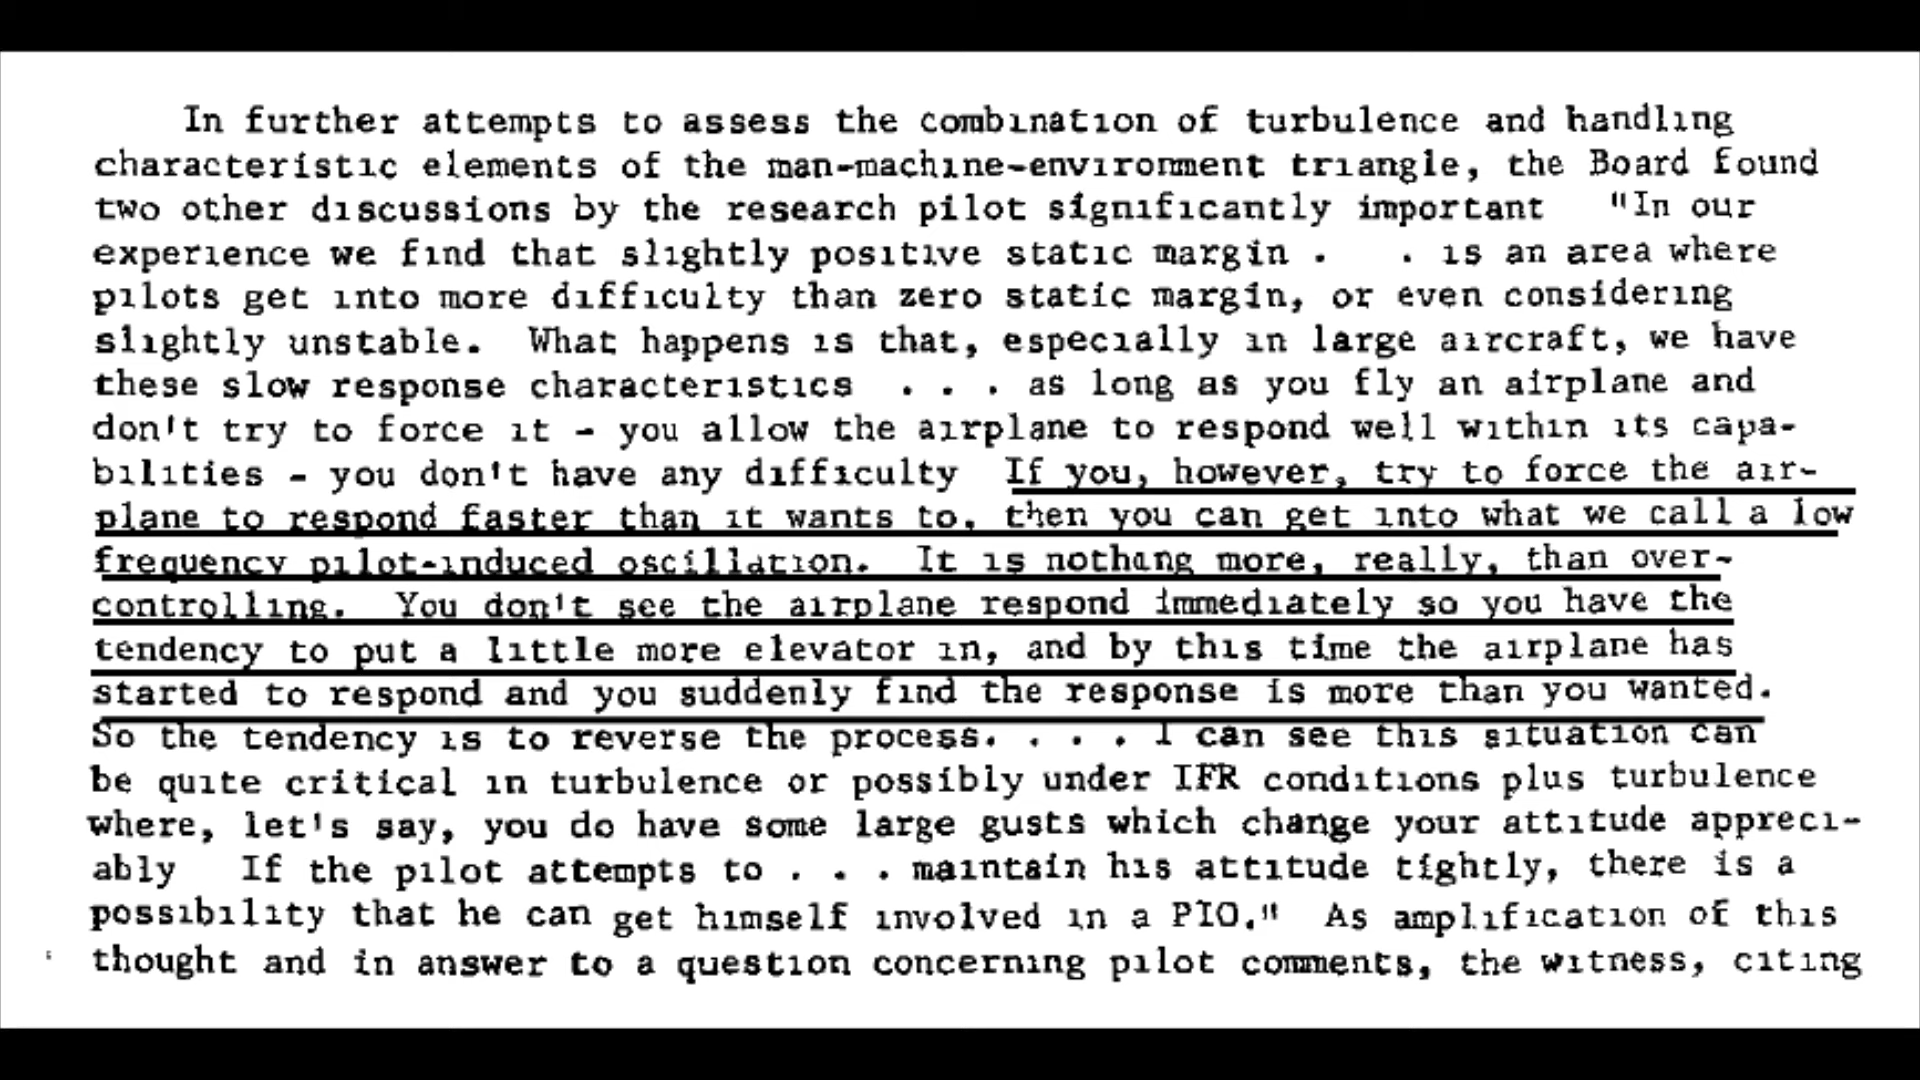 In further attempts to assess the combination of turbulence and handling
characteristic elements of the man-machine-environment triangle, the Board found
two other discussions by the research pilot significantly important "In our
experience we find that slightly positive static margin . . is an area where
pilots get into more difficulty than zero static margin, or even considering
slightly unstable. What happens is that, especially in large aircraft, we have
these slow response characteristics . . . as long as you fly an airplane and
don't try to force it - you allow the airplane to respond well within its capa-
bilities - you don't have any difficulty If you, however, try to force the air-
plane to respond faster than it wants to, then you can get into what we call a low
frequency pilot-induced oscillation. It is nothing more, really, than over-
controlling. You don't see the airplane respond immediately so you have the
tendency to put a little more elevator in, and by this time the airplane has
started to respond and you suddenly find the response is more than you wanted.
So the tendency is to reverse the process. . . . I can see this situation can
be quite critical in turbulence or possibly under IFR conditions plus turbulence
where, let's say, you do have some large gusts which change your attitude appreci-
ably If the pilot attempts to . . . maintain his attitude tightly, there is a
possibility that he can get himself involved in a PIO." As amplification of this
thought and in answer to a question concerning pilot comments, the witness, citing